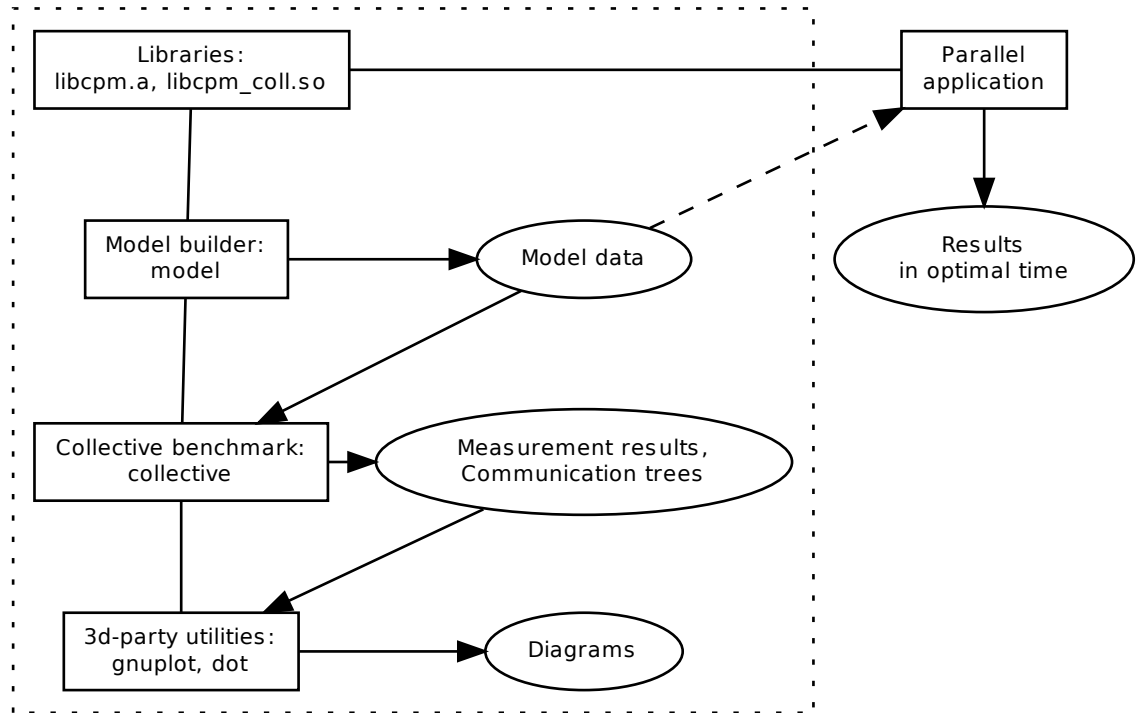 Libraries:
libcpm.a, libcpm_coll.so
Parallel
application
Model builder:
model
Model data
Results
in optimal time
Collective benchmark:
collective
Measurement results,
Communication trees
3d-party utilities:
gnuplot, dot
Diagrams